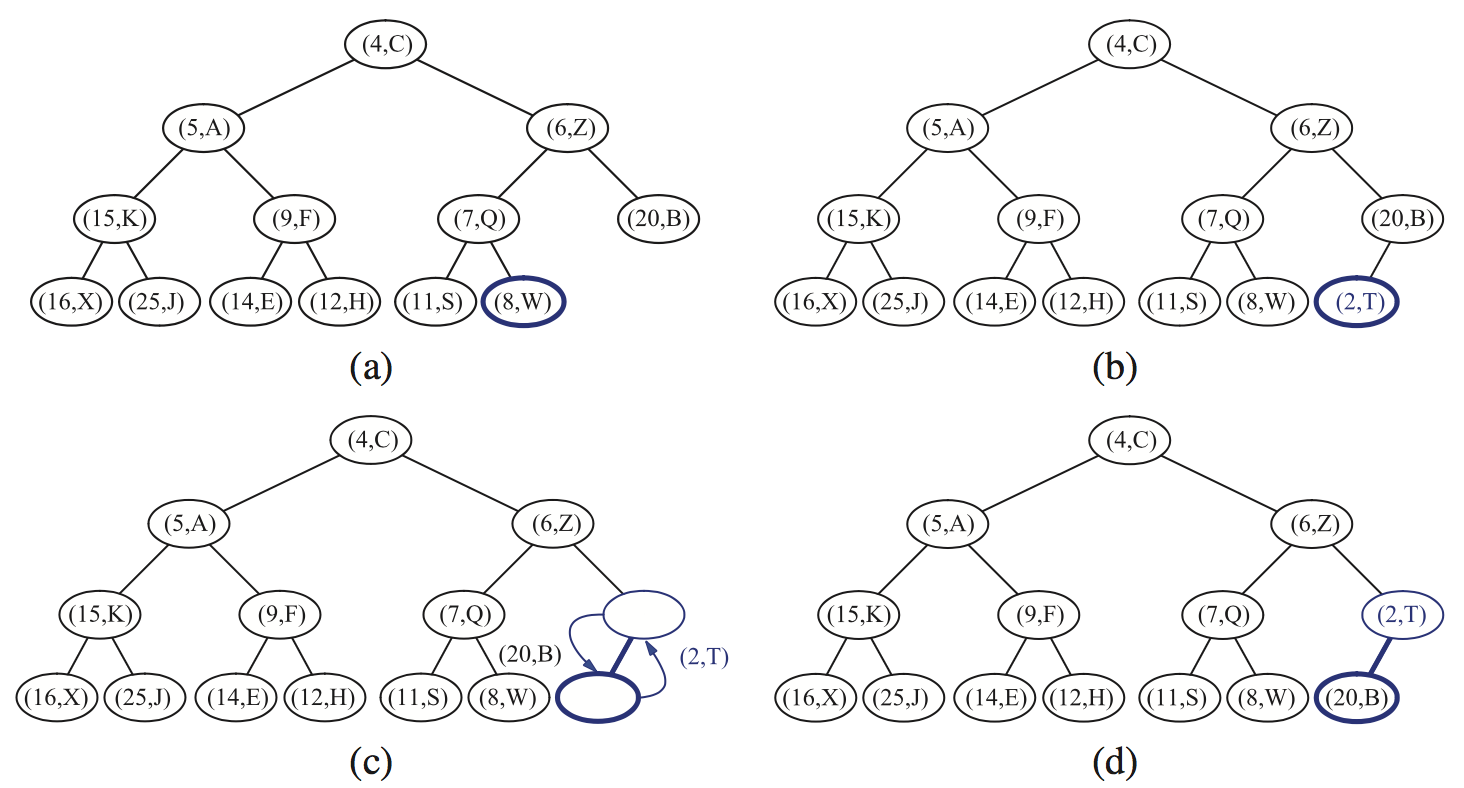 (4,C) (4,C)
(5,A) (6,Z) (5,A) (6,Z)
(15,K) (9,F) (7,Q) (20,B) (15,K) (9,F) (7,Q) (20,B)
(16,X) (25,J) (14,E) (12,H) (11,S) (8,W) (16,X) (25,J) (14,E) (12,H) (11,S) (8,W) (2,T)
(a) (b)
(4,C) (4,C)
(5,A) (6,Z) (5,A) (6,Z)
(15,K) (9,F) (7,Q) (15,K) (9,F) (7,Q) (2,T)
(20,B) (2,T)
(16,X) (25,J) (14,E) (12,H) (11,S) (8,W) (16,X) (25,J) (14,E) (12,H) (11,S) (8,W) (20,B)
(c) (d)